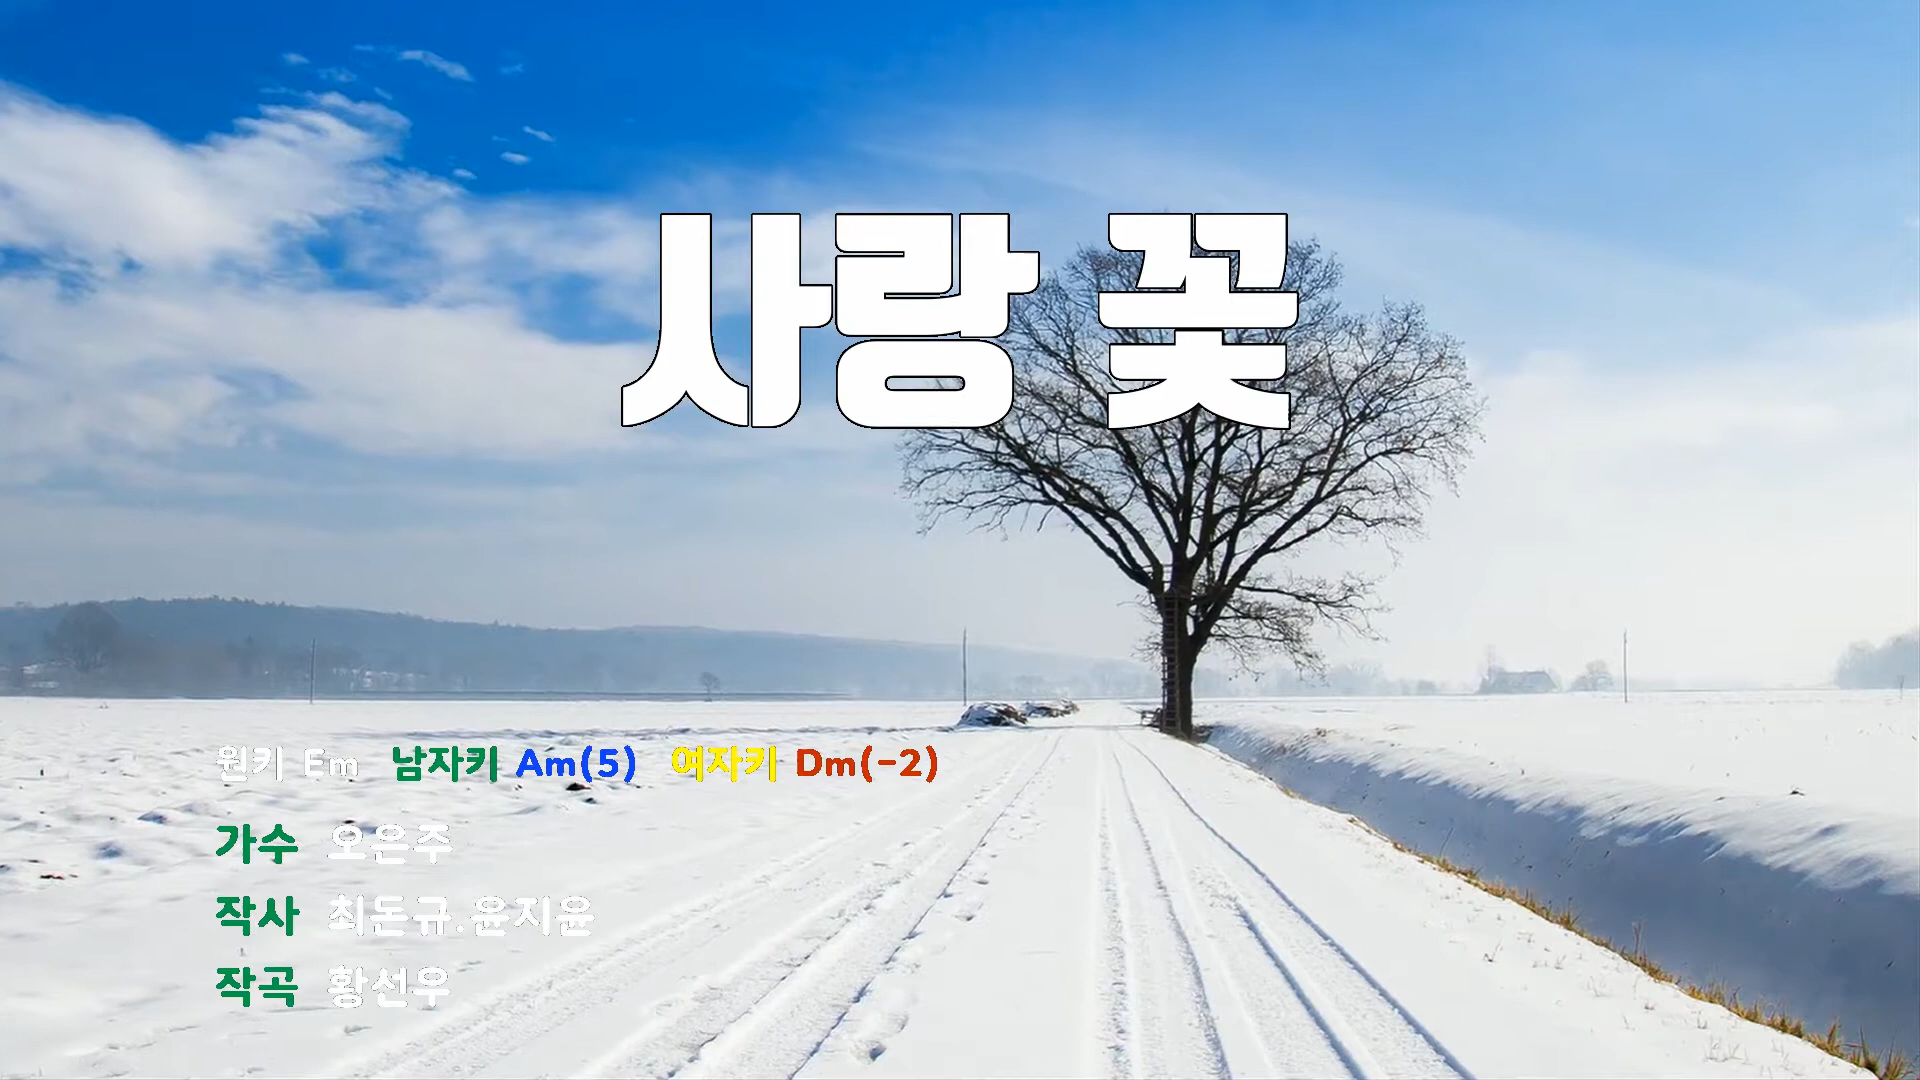 사랑 꽃
원키 Em 남자키 Am(5) 여자키 Dm(-2)
가수 오은주
작사 최돈규.윤지윤
작곡 황선우